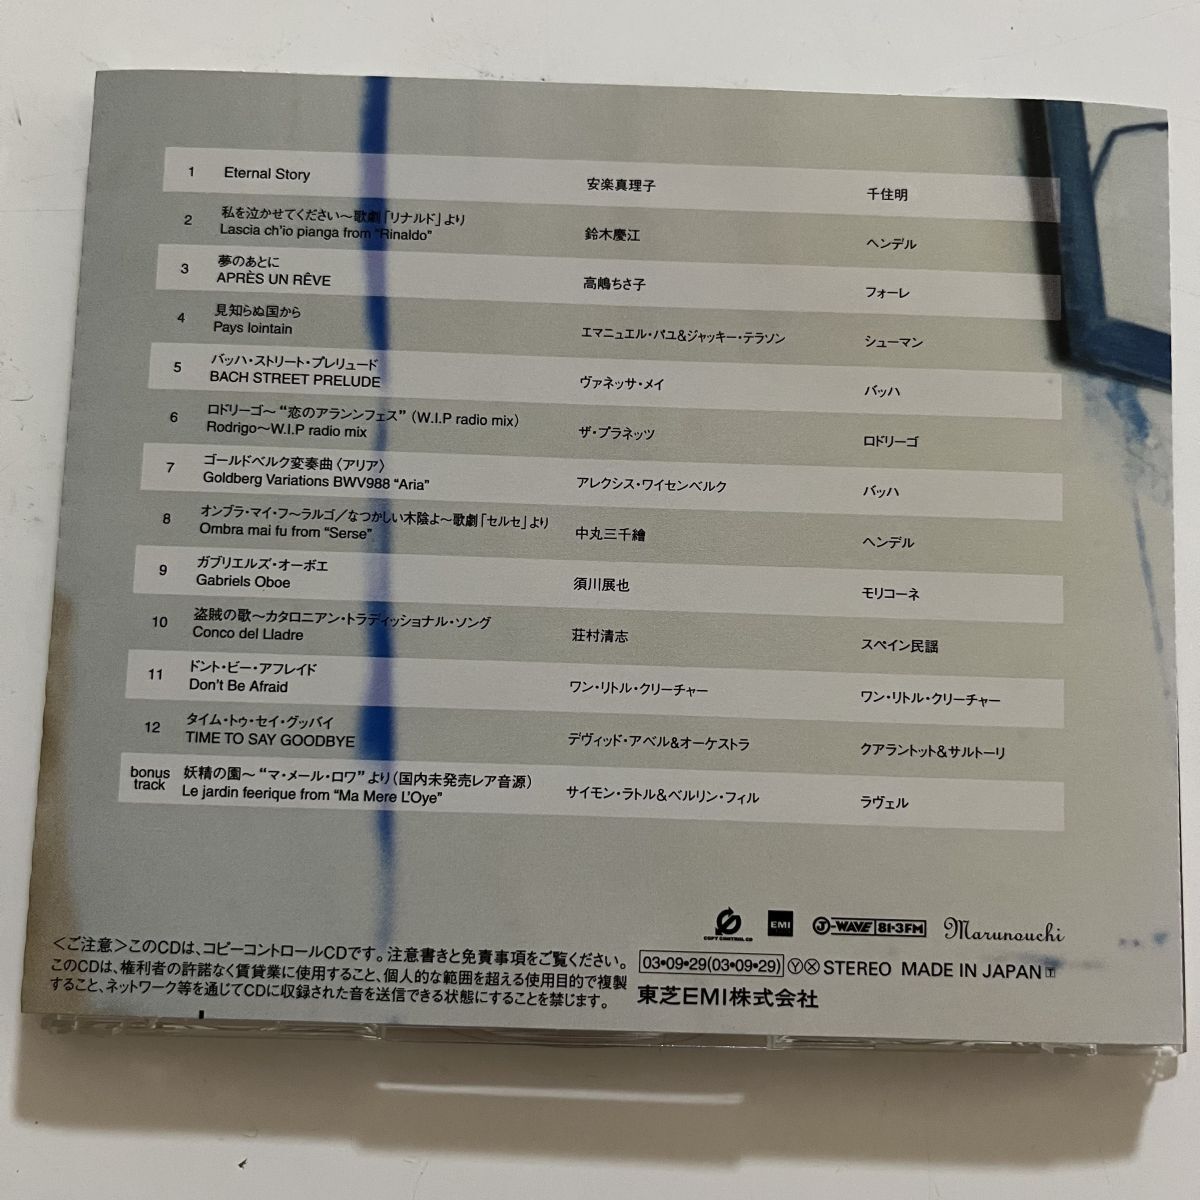 1 Eternal Story 安楽真理子 千住明
2 私を泣かせてください〜歌劇「リナルド」より
Lascia ch'io pianga from "Rinaldo" 鈴木慶江 ヘンデル
3 夢のあとに
APRÈS UN RÊVE 高嶋ちさ子 フォーレ
4 見知らぬ国から
Pays lointain エマニュエル・パユ&ジャッキー・テラソン シューマン
5 バッハ・ストリート・プレリュード
BACH STREET PRELUDE ヴァネッサ・メイ バッハ
6 ロドリーゴ〜“恋のアランンフェス”(W.I.P radio mix)
Rodrigo〜W.I.P radio mix ザ・プラネッツ ロドリーゴ
7 ゴールドベルク変奏曲〈アリア〉
Goldberg Variations BWV988 "Aria" アレクシス・ワイセンベルク バッハ
8 オンブラ・マイ・フ〜ラルゴ/なつかしい木陰よ〜歌劇「セルセ」より
Ombra mai fu from "Serse" 中丸三千繪 ヘンデル
9 ガブリエルズ・オーボエ
Gabriels Oboe 須川展也 モリコーネ
10 盗賊の歌〜カタロニアン・トラディッショナル・ソング
Conco del Lladre 荘村清志 スペイン民謡
11 ドント・ビー・アフレイド
Don't Be Afraid ワン・リトル・クリーチャー ワン・リトル・クリーチャー
12 タイム・トゥ・セイ・グッバイ
TIME TO SAY GOODBYE デヴィッド・アベル&オーケストラ クアラントット&サルトーリ
bonus track 妖精の園〜“マ・メール・ロワ”より(国内未発売レア音源)
Le jardin feerique from "Ma Mere L'Oye" サイモン・ラトル&ベルリン・フィル ラヴェル
COPY CONTROL CD EMI J-WAVE 81.3FM Marunouchi
<ご注意>このCDは、コピーコントロールCDです。注意書きと免責事項をご覧ください。
このCDは、権利者の許諾なく賃貸業に使用すること、個人的な範囲を超える使用目的で複製
すること、ネットワーク等を通じてCDに収録された音を送信できる状態にすることを禁じます。
03•09•29(03•09•29) Ⓨ STEREO MADE IN JAPAN T
東芝EMI株式会社